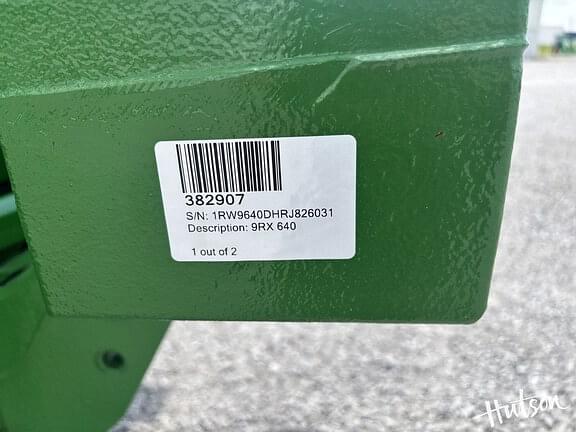 382907
S/N: 1RW9640DHRJ826031
Description: 9RX 640
1 out of 2
Hutson